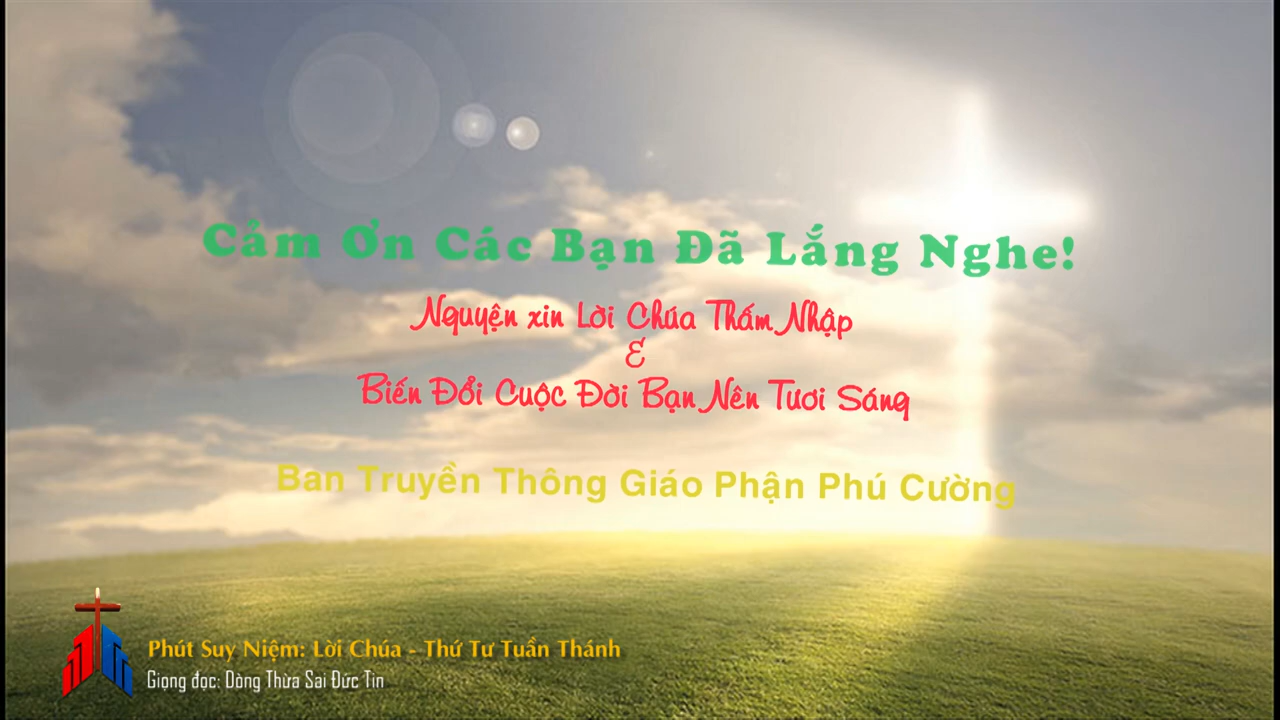 Cảm Ơn Các Bạn Đã Lắng Nghe!
Nguyện xin Lời Chúa Thấm Nhập
&
Biến Đổi Cuộc Đời Bạn Nên Tươi Sáng
Ban Truyền Thông Giáo Phận Phú Cường
Phút Suy Niệm: Lời Chúa - Thứ Tư Tuần Thánh
Giọng đọc: Dòng Thừa Sai Đức Tin